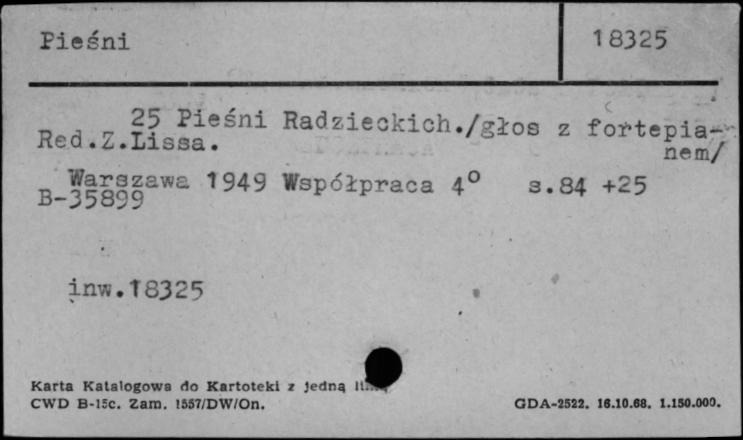 Pieśni
18325
25 Pieśni Radzieckich./głos z fortepia-
Red.Z.Lissa. nem/
Warszawa 1949 Współpraca 4° s.84 +25
B-35899
inw.18325
Karta Katalogowa do Kartoteki z jedną
CWD B-15c. Zam. 1557/DW/On.
GDA-2522. 16.10.68. 1.150.000.